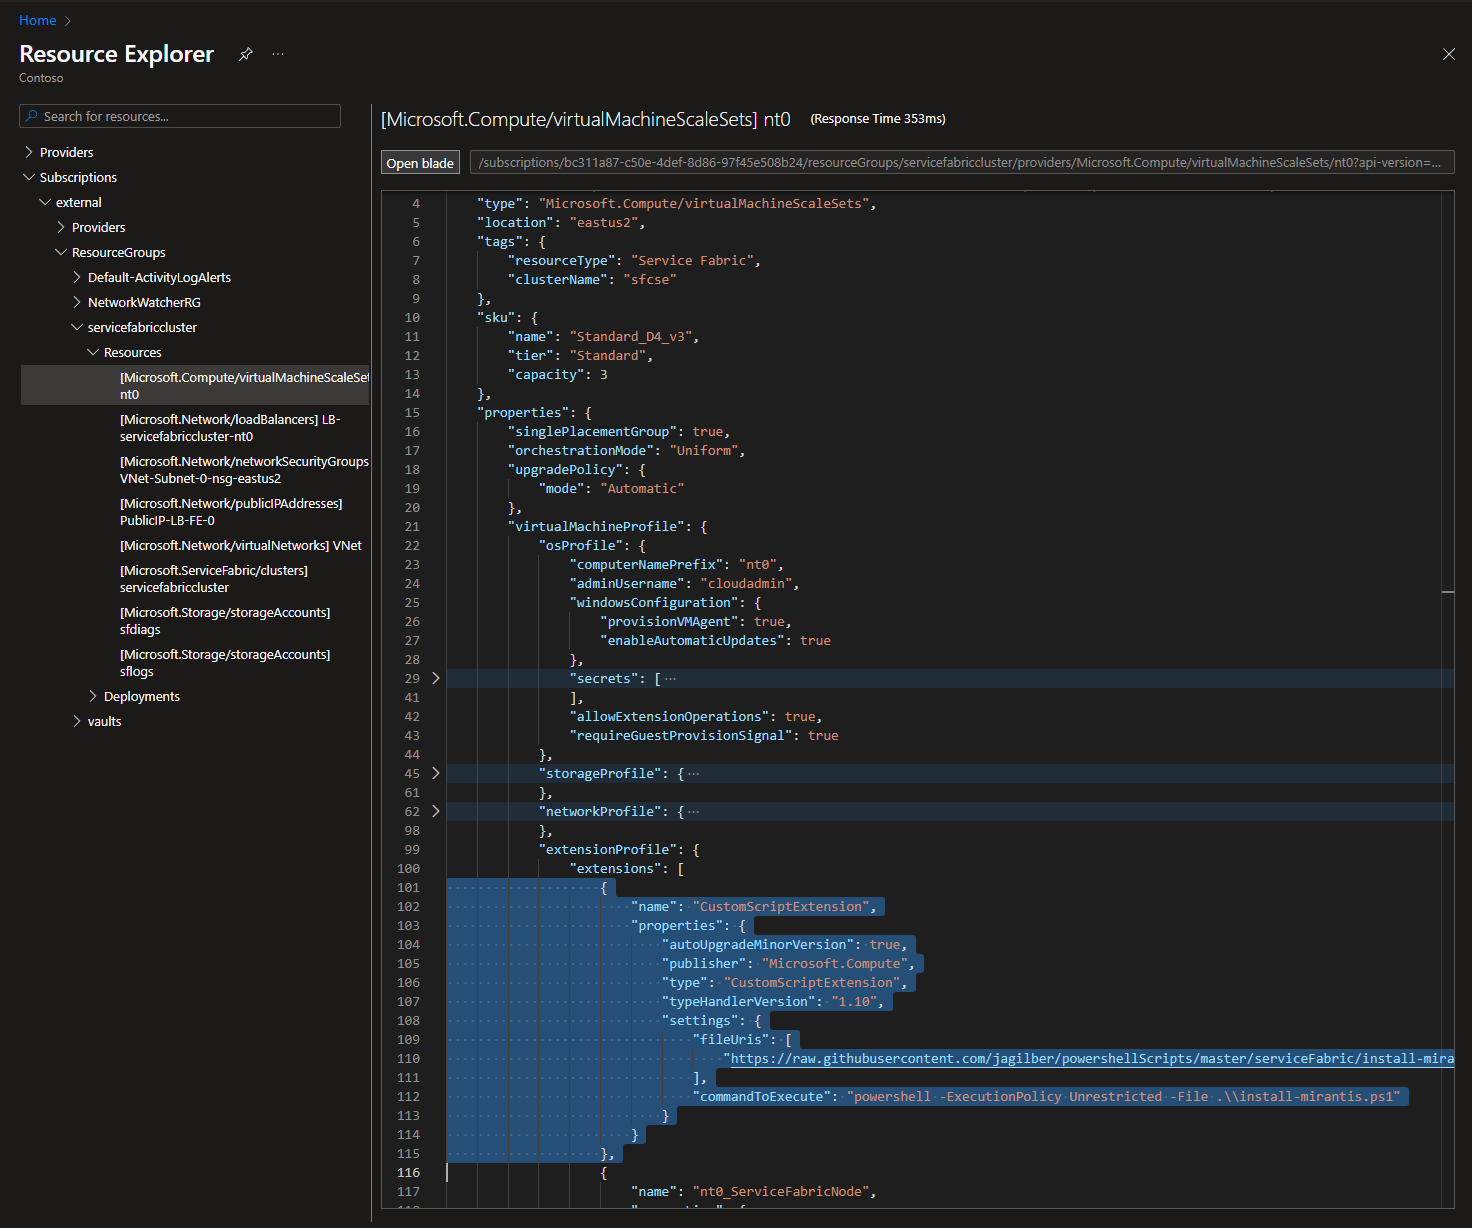 Home
Resource Explorer
Contoso
Search for resources...
Providers
Subscriptions
external
Providers
ResourceGroups
Default-ActivityLogAlerts
NetworkWatcherRG
servicefabriccluster
Resources
[Microsoft.Compute/virtualMachineScaleSet
nt0
[Microsoft.Network/loadBalancers] LB-
servicefabriccluster-nt0
[Microsoft.Network/networkSecurityGroups
VNet-Subnet-0-nsg-eastus2
[Microsoft.Network/publicIPAddresses]
PublicIP-LB-FE-0
[Microsoft.Network/virtualNetworks] VNet
[Microsoft.ServiceFabric/clusters]
servicefabriccluster
[Microsoft.Storage/storageAccounts]
sfdiags
[Microsoft.Storage/storageAccounts]
sflogs
Deployments
vaults
[Microsoft.Compute/virtualMachineScaleSets] nt0 (Response Time 353ms)
Open blade /subscriptions/bc311a87-c50e-4def-8d86-97f45e508b24/resourceGroups/servicefabriccluster/providers/Microsoft.Compute/virtualMachineScaleSets/nt0?api-version=...
4 "type": "Microsoft.Compute/virtualMachineScaleSets",
5 "location": "eastus2",
6 "tags": {
7 "resourceType": "Service Fabric",
8 "clusterName": "sfcse"
9 },
10 "sku": {
11 "name": "Standard_D4_v3",
12 "tier": "Standard",
13 "capacity": 3
14 },
15 "properties": {
16 "singlePlacementGroup": true,
17 "orchestrationMode": "Uniform",
18 "upgradePolicy": {
19 "mode": "Automatic"
20 },
21 "virtualMachineProfile": {
22 "osProfile": {
23 "computerNamePrefix": "nt0",
24 "adminUsername": "cloudadmin",
25 "windowsConfiguration": {
26 "provisionVMAgent": true,
27 "enableAutomaticUpdates": true
28 },
29 "secrets": [ ...
41 ],
42 "allowExtensionOperations": true,
43 "requireGuestProvisionSignal": true
44 },
45 "storageProfile": { ...
61 },
62 "networkProfile": { ...
98 },
99 "extensionProfile": {
100 "extensions": [
101 {
102 "name": "CustomScriptExtension",
103 "properties": {
104 "autoUpgradeMinorVersion": true,
105 "publisher": "Microsoft.Compute",
106 "type": "CustomScriptExtension",
107 "typeHandlerVersion": "1.10",
108 "settings": {
109 "fileUris": [
110 "https://raw.githubusercontent.com/jagilber/powershellScripts/master/serviceFabric/install-mira
111 ],
112 "commandToExecute": "powershell -ExecutionPolicy Unrestricted -File .\\install-mirantis.ps1"
113 }
114 }
115 },
116 {
117 "name": "nt0_ServiceFabricNode",